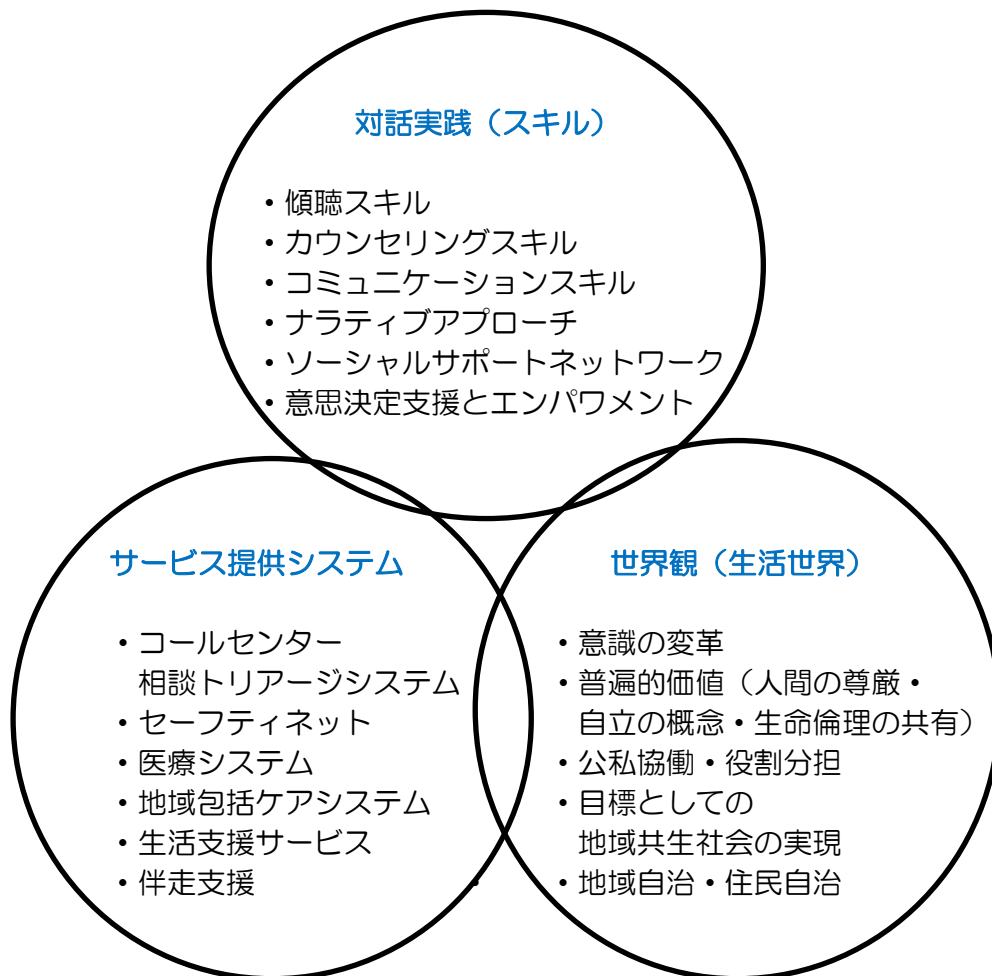 対話実践（スキル）
・傾聴スキル
・カウンセリングスキル
・コミュニケーションスキル
・ナラティブアプローチ
・ソーシャルサポートネットワーク
・意思決定支援とエンパワメント
サービス提供システム
・コールセンター
相談トリアージシステム
・セーフティネット
・医療システム
・地域包括ケアシステム
・生活支援サービス
・伴走支援
世界観（生活世界）
・意識の変革
・普遍的価値（人間の尊厳・
自立の概念・生命倫理の共有）
・公私協働・役割分担
・目標としての
地域共生社会の実現
・地域自治・住民自治